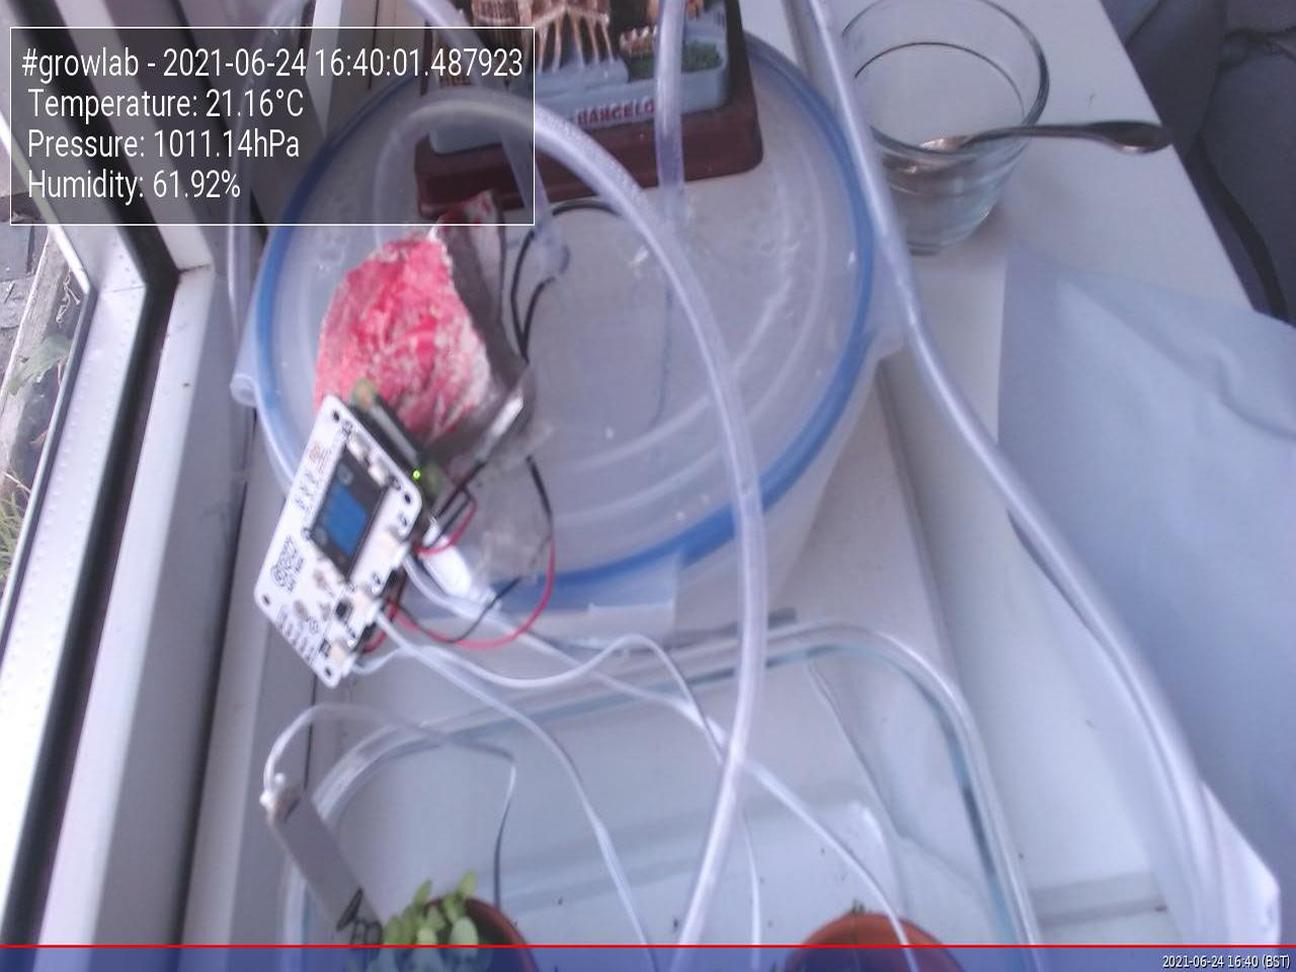 #growlab - 2021-06-24 16:40:01.487923
Temperature: 21.16°C
Pressure: 1011.14hPa
Humidity: 61.92%
BARCELO
2021-06-24 16:40 (BST)